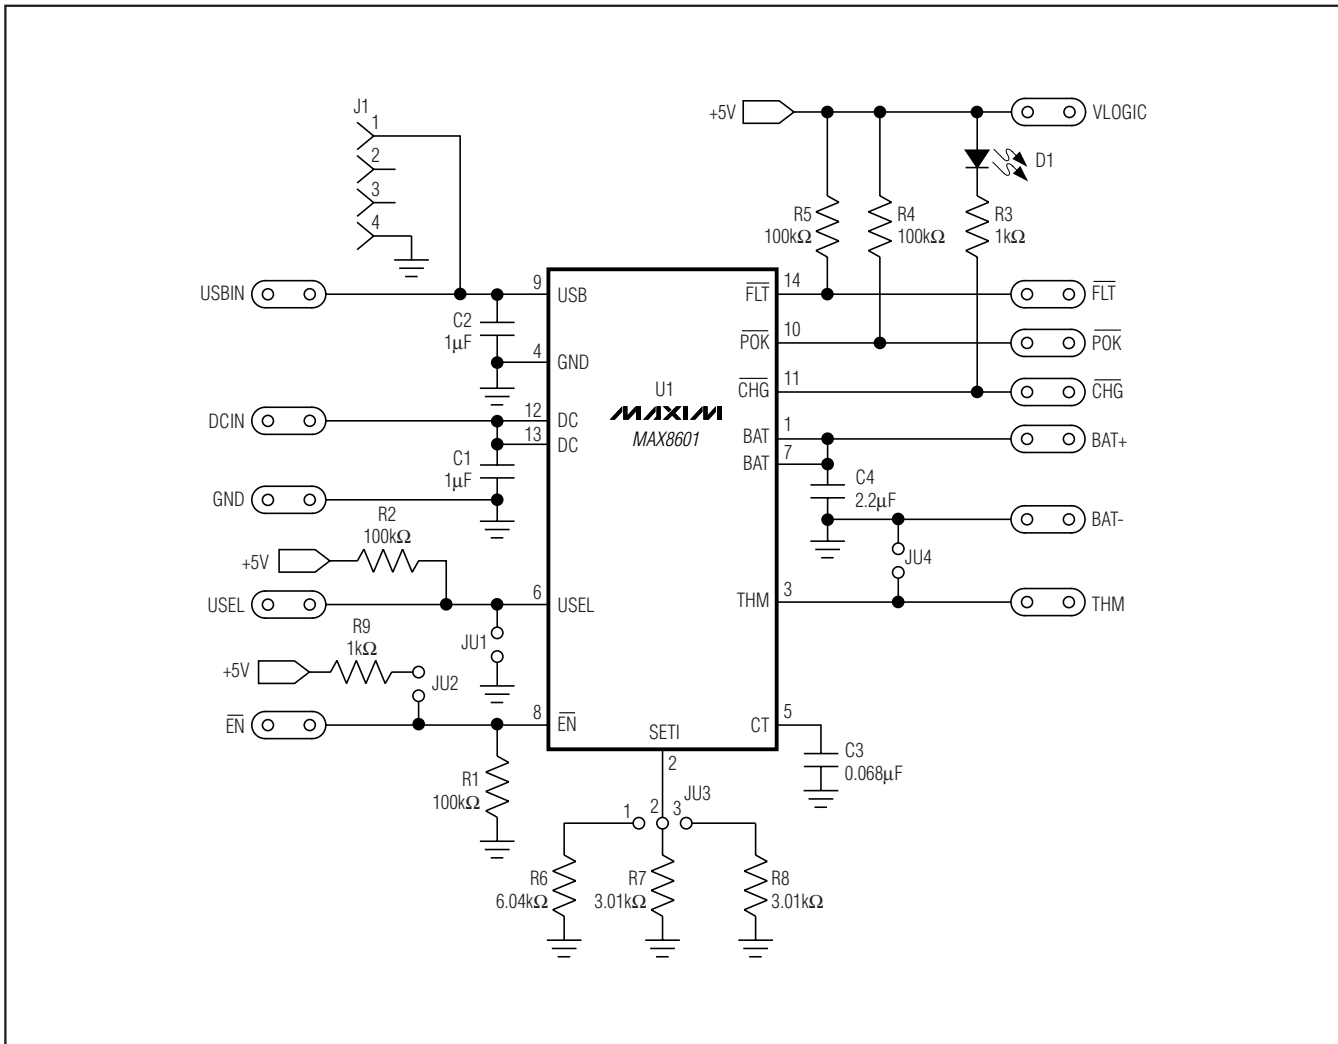 J1
1
2
3
4
+5V
VLOGIC
D1
R5
100kΩ
R4
100kΩ
R3
1kΩ
USBIN
9
USB
C2
1µF
4
GND
DCIN
12
DC
13
DC
C1
1µF
GND
R2
100kΩ
+5V
USEL
6
USEL
R9
1kΩ
JU1
+5V
JU2
EN
8
EN
R1
100kΩ
U1
MAXIM
MAX8601
FLT
14
FLT
POK
10
POK
CHG
11
CHG
BAT
1
BAT+
BAT
7
C4
2.2µF
BAT-
JU4
THM
3
THM
CT
5
C3
0.068µF
SETI
2
JU3
1
2
3
R6
6.04kΩ
R7
3.01kΩ
R8
3.01kΩ